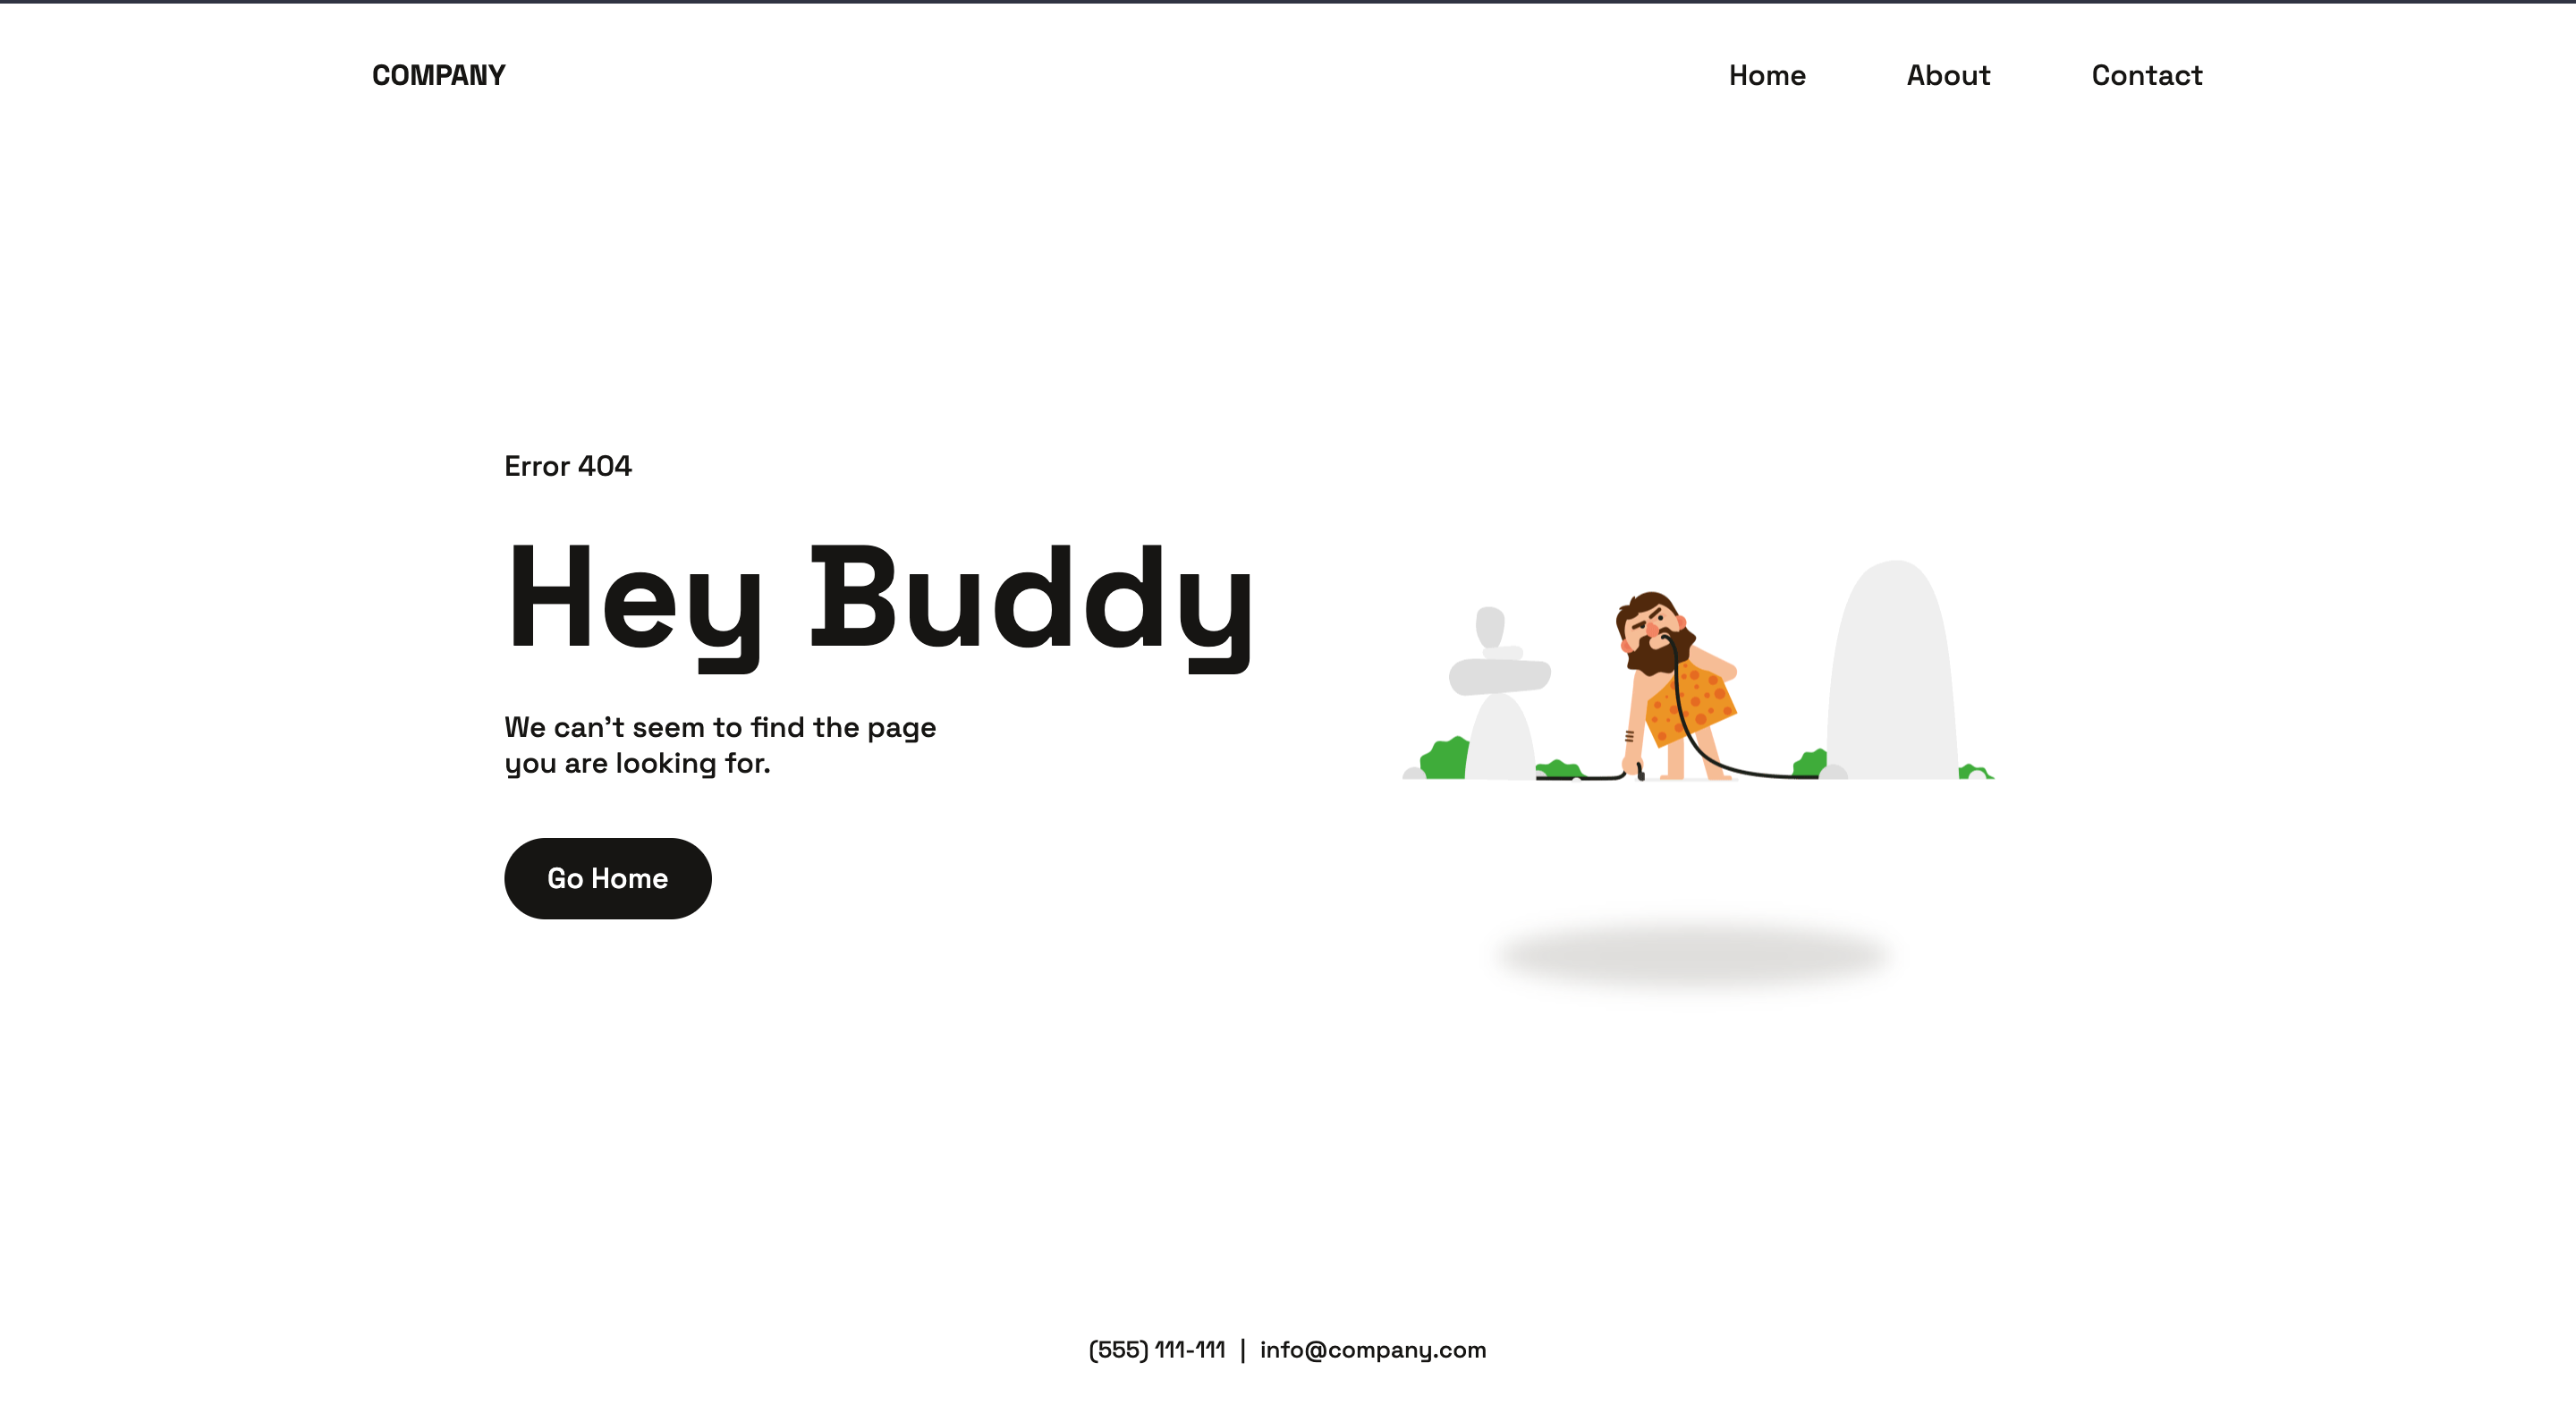 COMPANY
Home About Contact
Error 404
Hey Buddy
We can't seem to find the page
you are looking for.
Go Home
(555) 111-111 | info@company.com